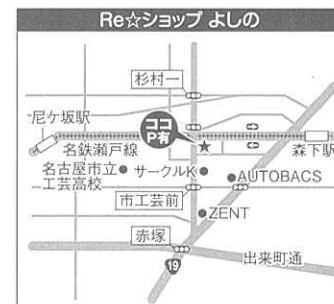 Re☆ショップ よしの
杉村一
尼ケ坂駅
ココ
P有
名鉄瀬戸線
森下駅
名古屋市立
工芸高校
サークルK
AUTOBACS
市工芸前
ZENT
赤塚
出来町通
19